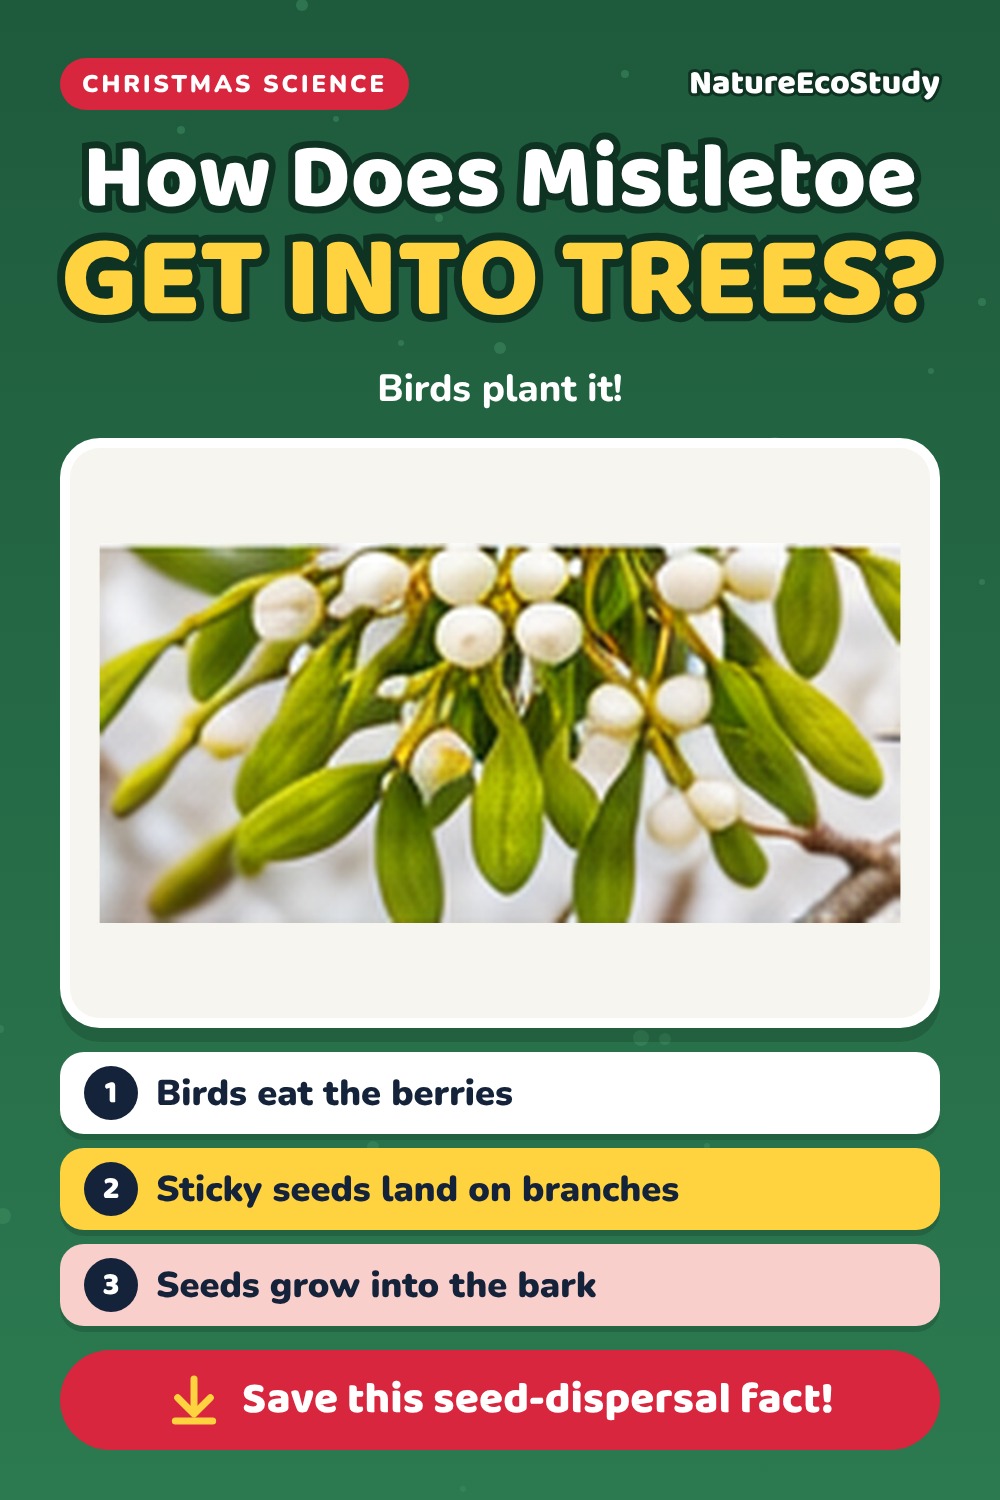 CHRISTMAS SCIENCE
NatureEcoStudy
How Does Mistletoe
GET INTO TREES?
Birds plant it!
1 Birds eat the berries
2 Sticky seeds land on branches
3 Seeds grow into the bark
Save this seed-dispersal fact!